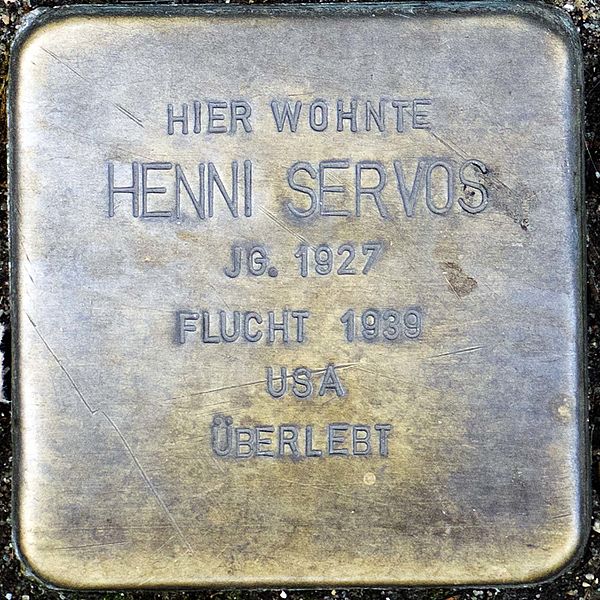 HIER WOHNTE
HENNI SERVOS
JG. 1927
FLUCHT 1939
USA
ÜBERLEBT